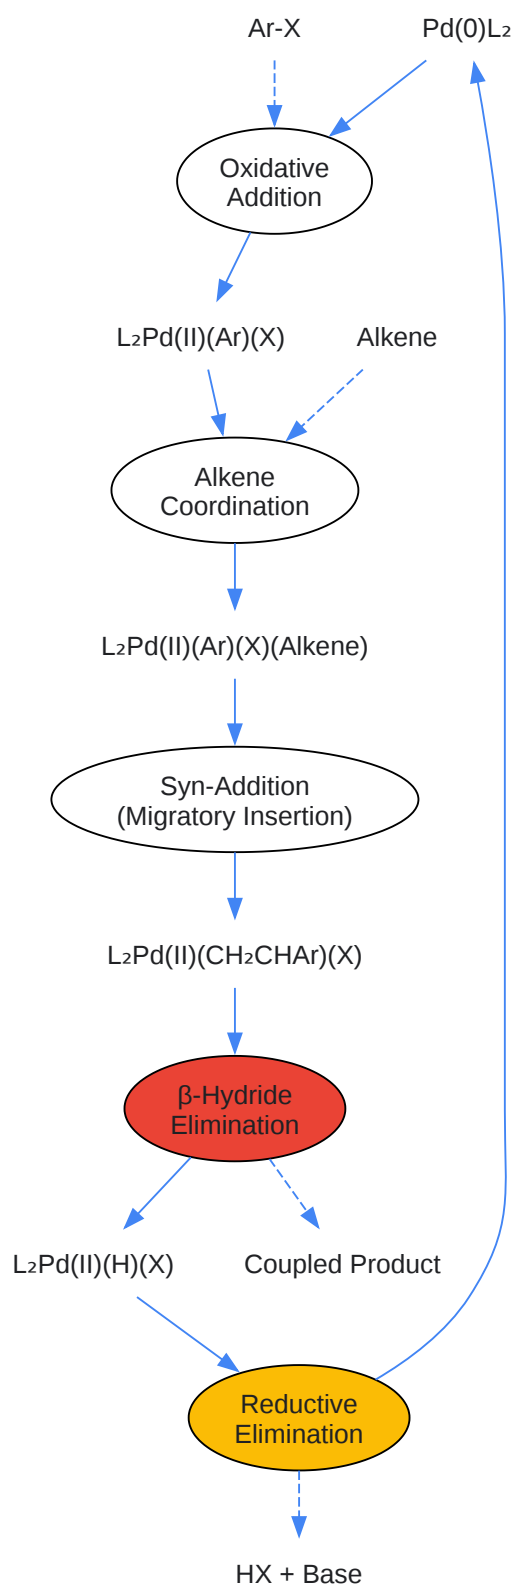 Ar-X
Pd(0)L₂
Oxidative
Addition
L₂Pd(II)(Ar)(X)
Alkene
Alkene
Coordination
L₂Pd(II)(Ar)(X)(Alkene)
Syn-Addition
(Migratory Insertion)
L₂Pd(II)(CH₂CHAr)(X)
β-Hydride
Elimination
L₂Pd(II)(H)(X)
Coupled Product
Reductive
Elimination
HX + Base